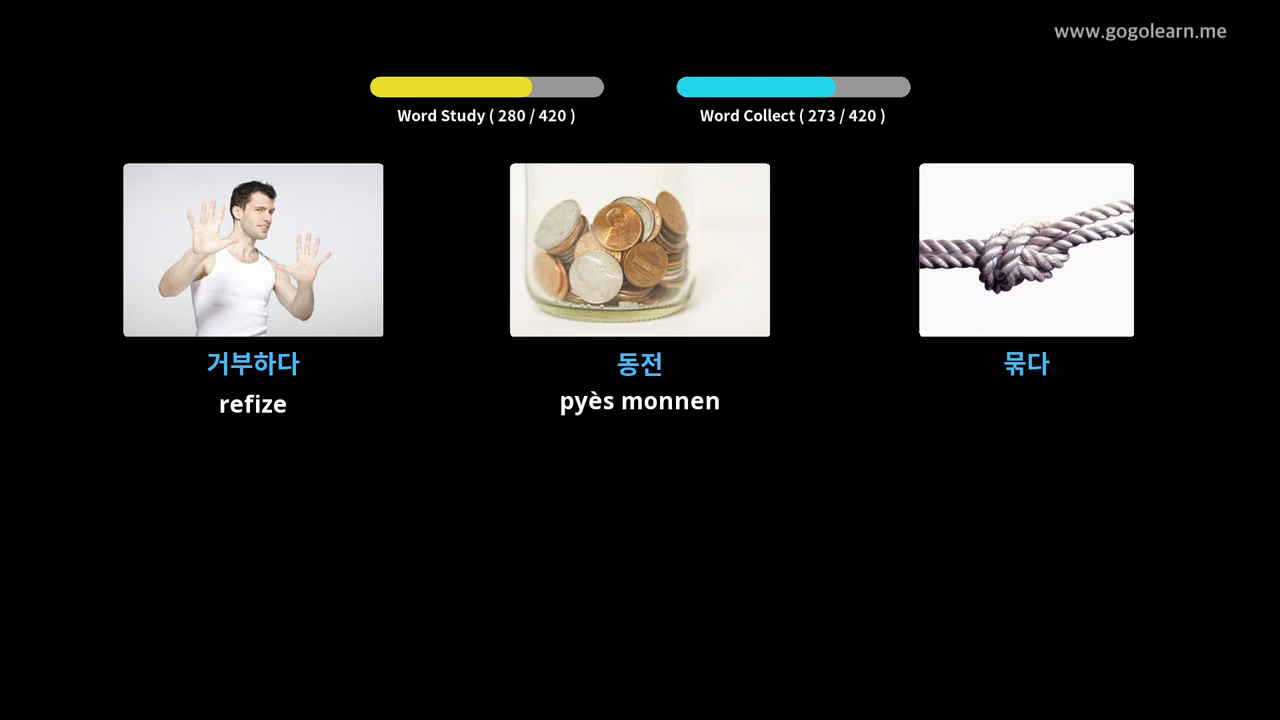 www.gogolearn.me
Word Study ( 280 / 420 )
Word Collect ( 273 / 420 )
거부하다
refize
동전
pyès monnen
묶다